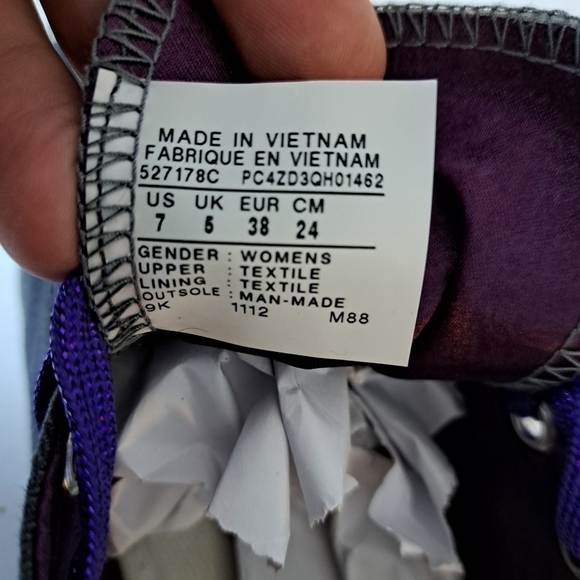 MADE IN VIETNAM
FABRIQUE EN VIETNAM
527178C PC4ZD3QH01462
US UK EUR CM
7 5 38 24
GENDER : WOMENS
UPPER : TEXTILE
LINING : TEXTILE
OUTSOLE : MAN-MADE
9K 1112 M88